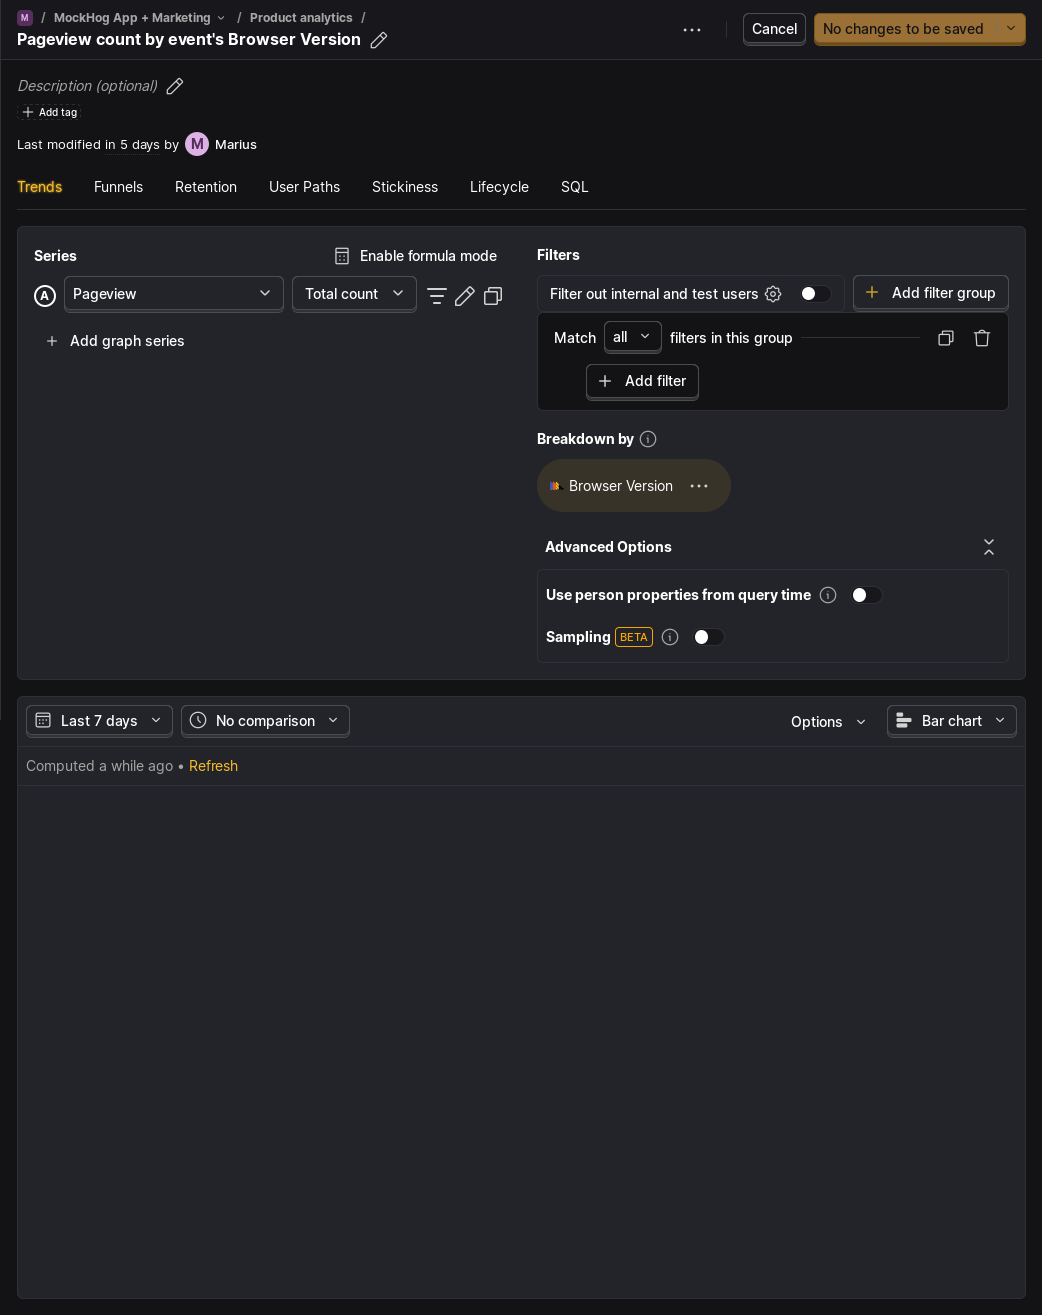 M / MockHog App + Marketing / Product analytics /
Pageview count by event's Browser Version
Cancel
No changes to be saved
Description (optional)
Add tag
Last modified in 5 days by M Marius
Trends Funnels Retention User Paths Stickiness Lifecycle SQL
Series
Enable formula mode
A Pageview Total count
Add graph series
Filters
Filter out internal and test users
Add filter group
Match all filters in this group
Add filter
Breakdown by
Browser Version
Advanced Options
Use person properties from query time
Sampling BETA
Last 7 days No comparison Options Bar chart
Computed a while ago • Refresh